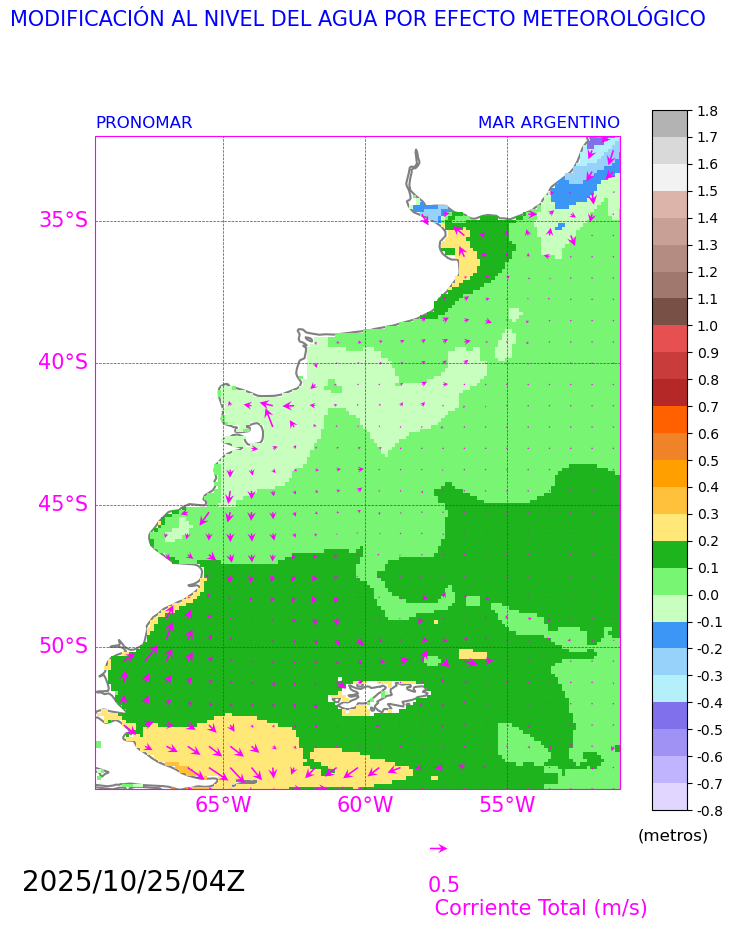 MODIFICACIÓN AL NIVEL DEL AGUA POR EFECTO METEOROLÓGICO
PRONOMAR
MAR ARGENTINO
1.8
1.7
1.6
1.5
1.4
1.3
1.2
1.1
1.0
0.9
0.8
0.7
0.6
0.5
0.4
0.3
0.2
0.1
0.0
-0.1
-0.2
-0.3
-0.4
-0.5
-0.6
-0.7
-0.8
(metros)
35°S
40°S
45°S
50°S
65°W
60°W
55°W
2025/10/25/04Z
0.5
Corriente Total (m/s)